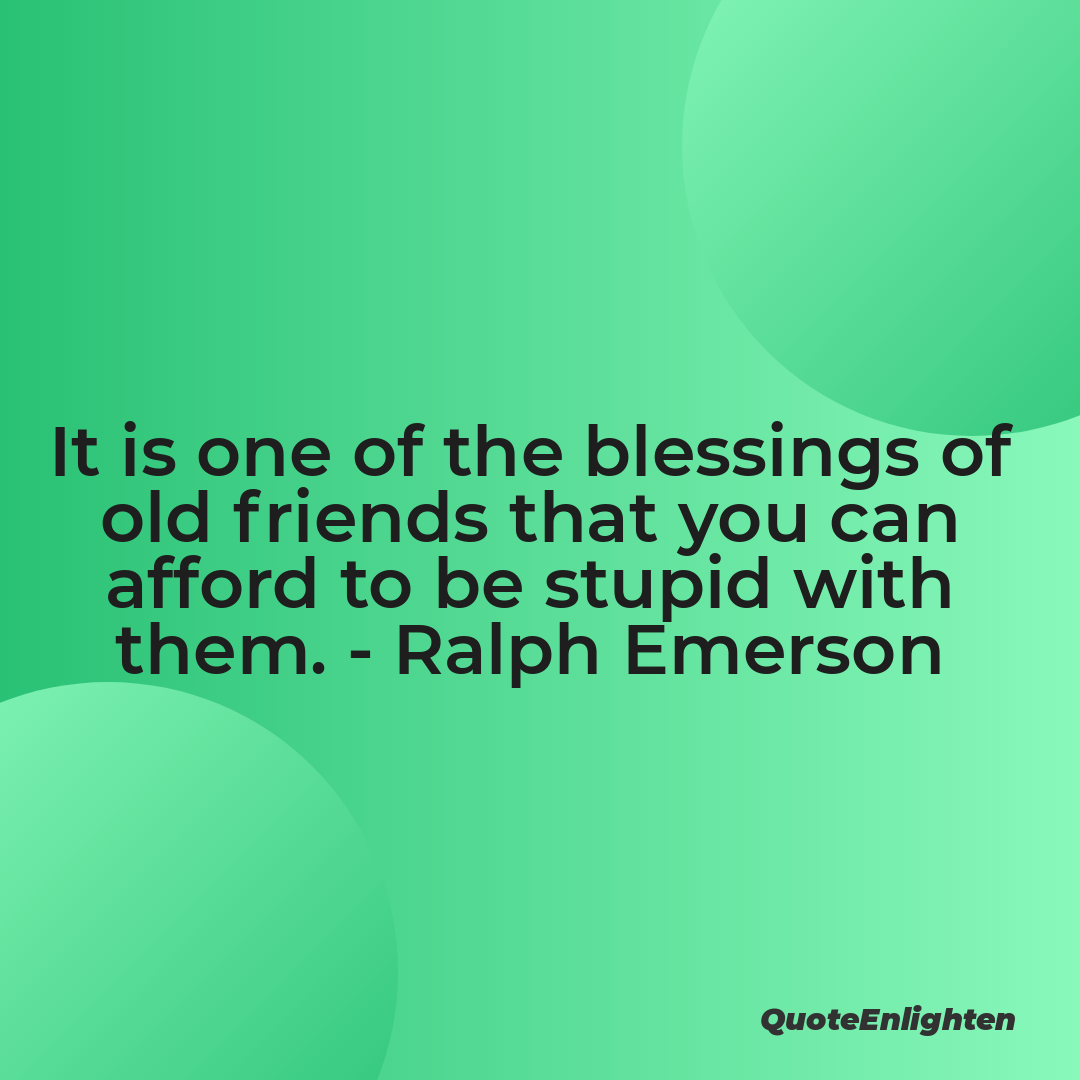 It is one of the blessings of
old friends that you can
afford to be stupid with
them. - Ralph Emerson
QuoteEnlighten